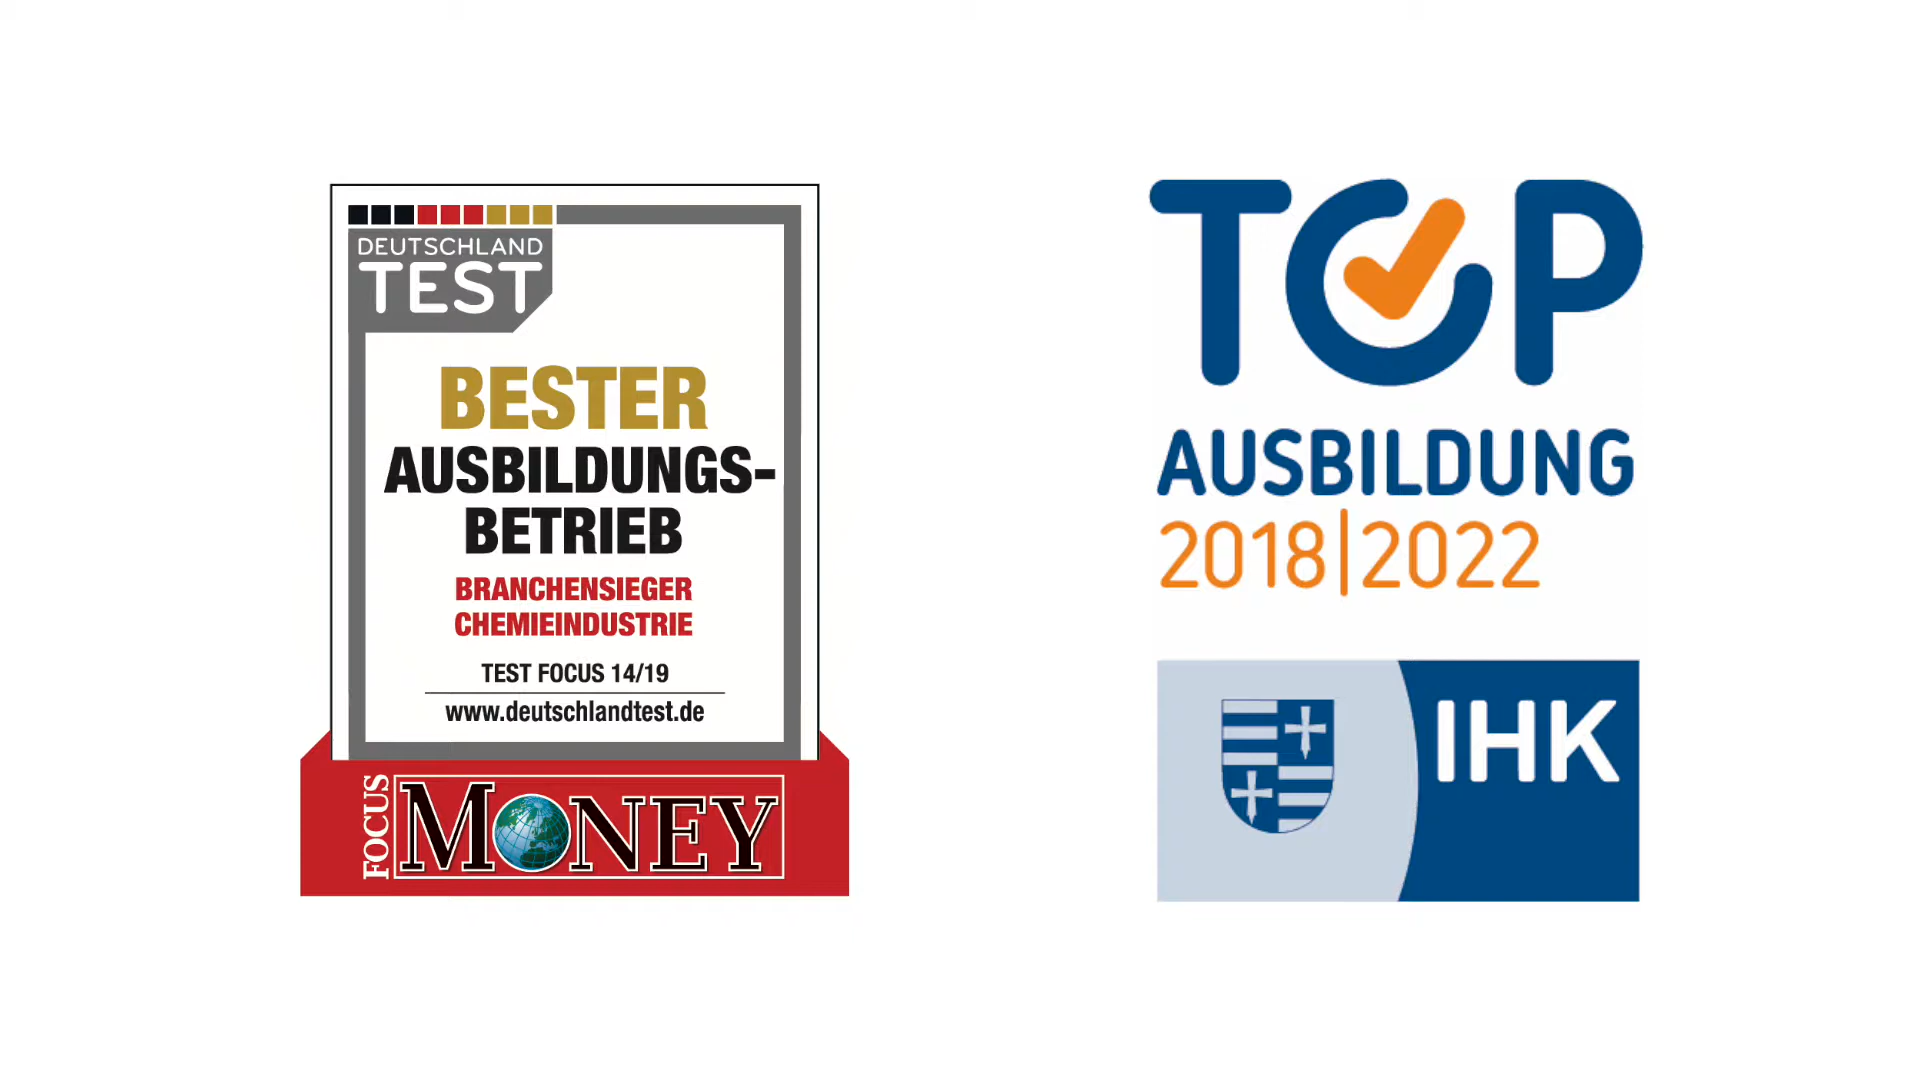 DEUTSCHLAND
TEST
BESTER
AUSBILDUNGS-
BETRIEB
BRANCHENSIEGER
CHEMIEINDUSTRIE
TEST FOCUS 14/19
www.deutschlandtest.de
FOCUS
MONEY
TOP
AUSBILDUNG
2018|2022
IHK